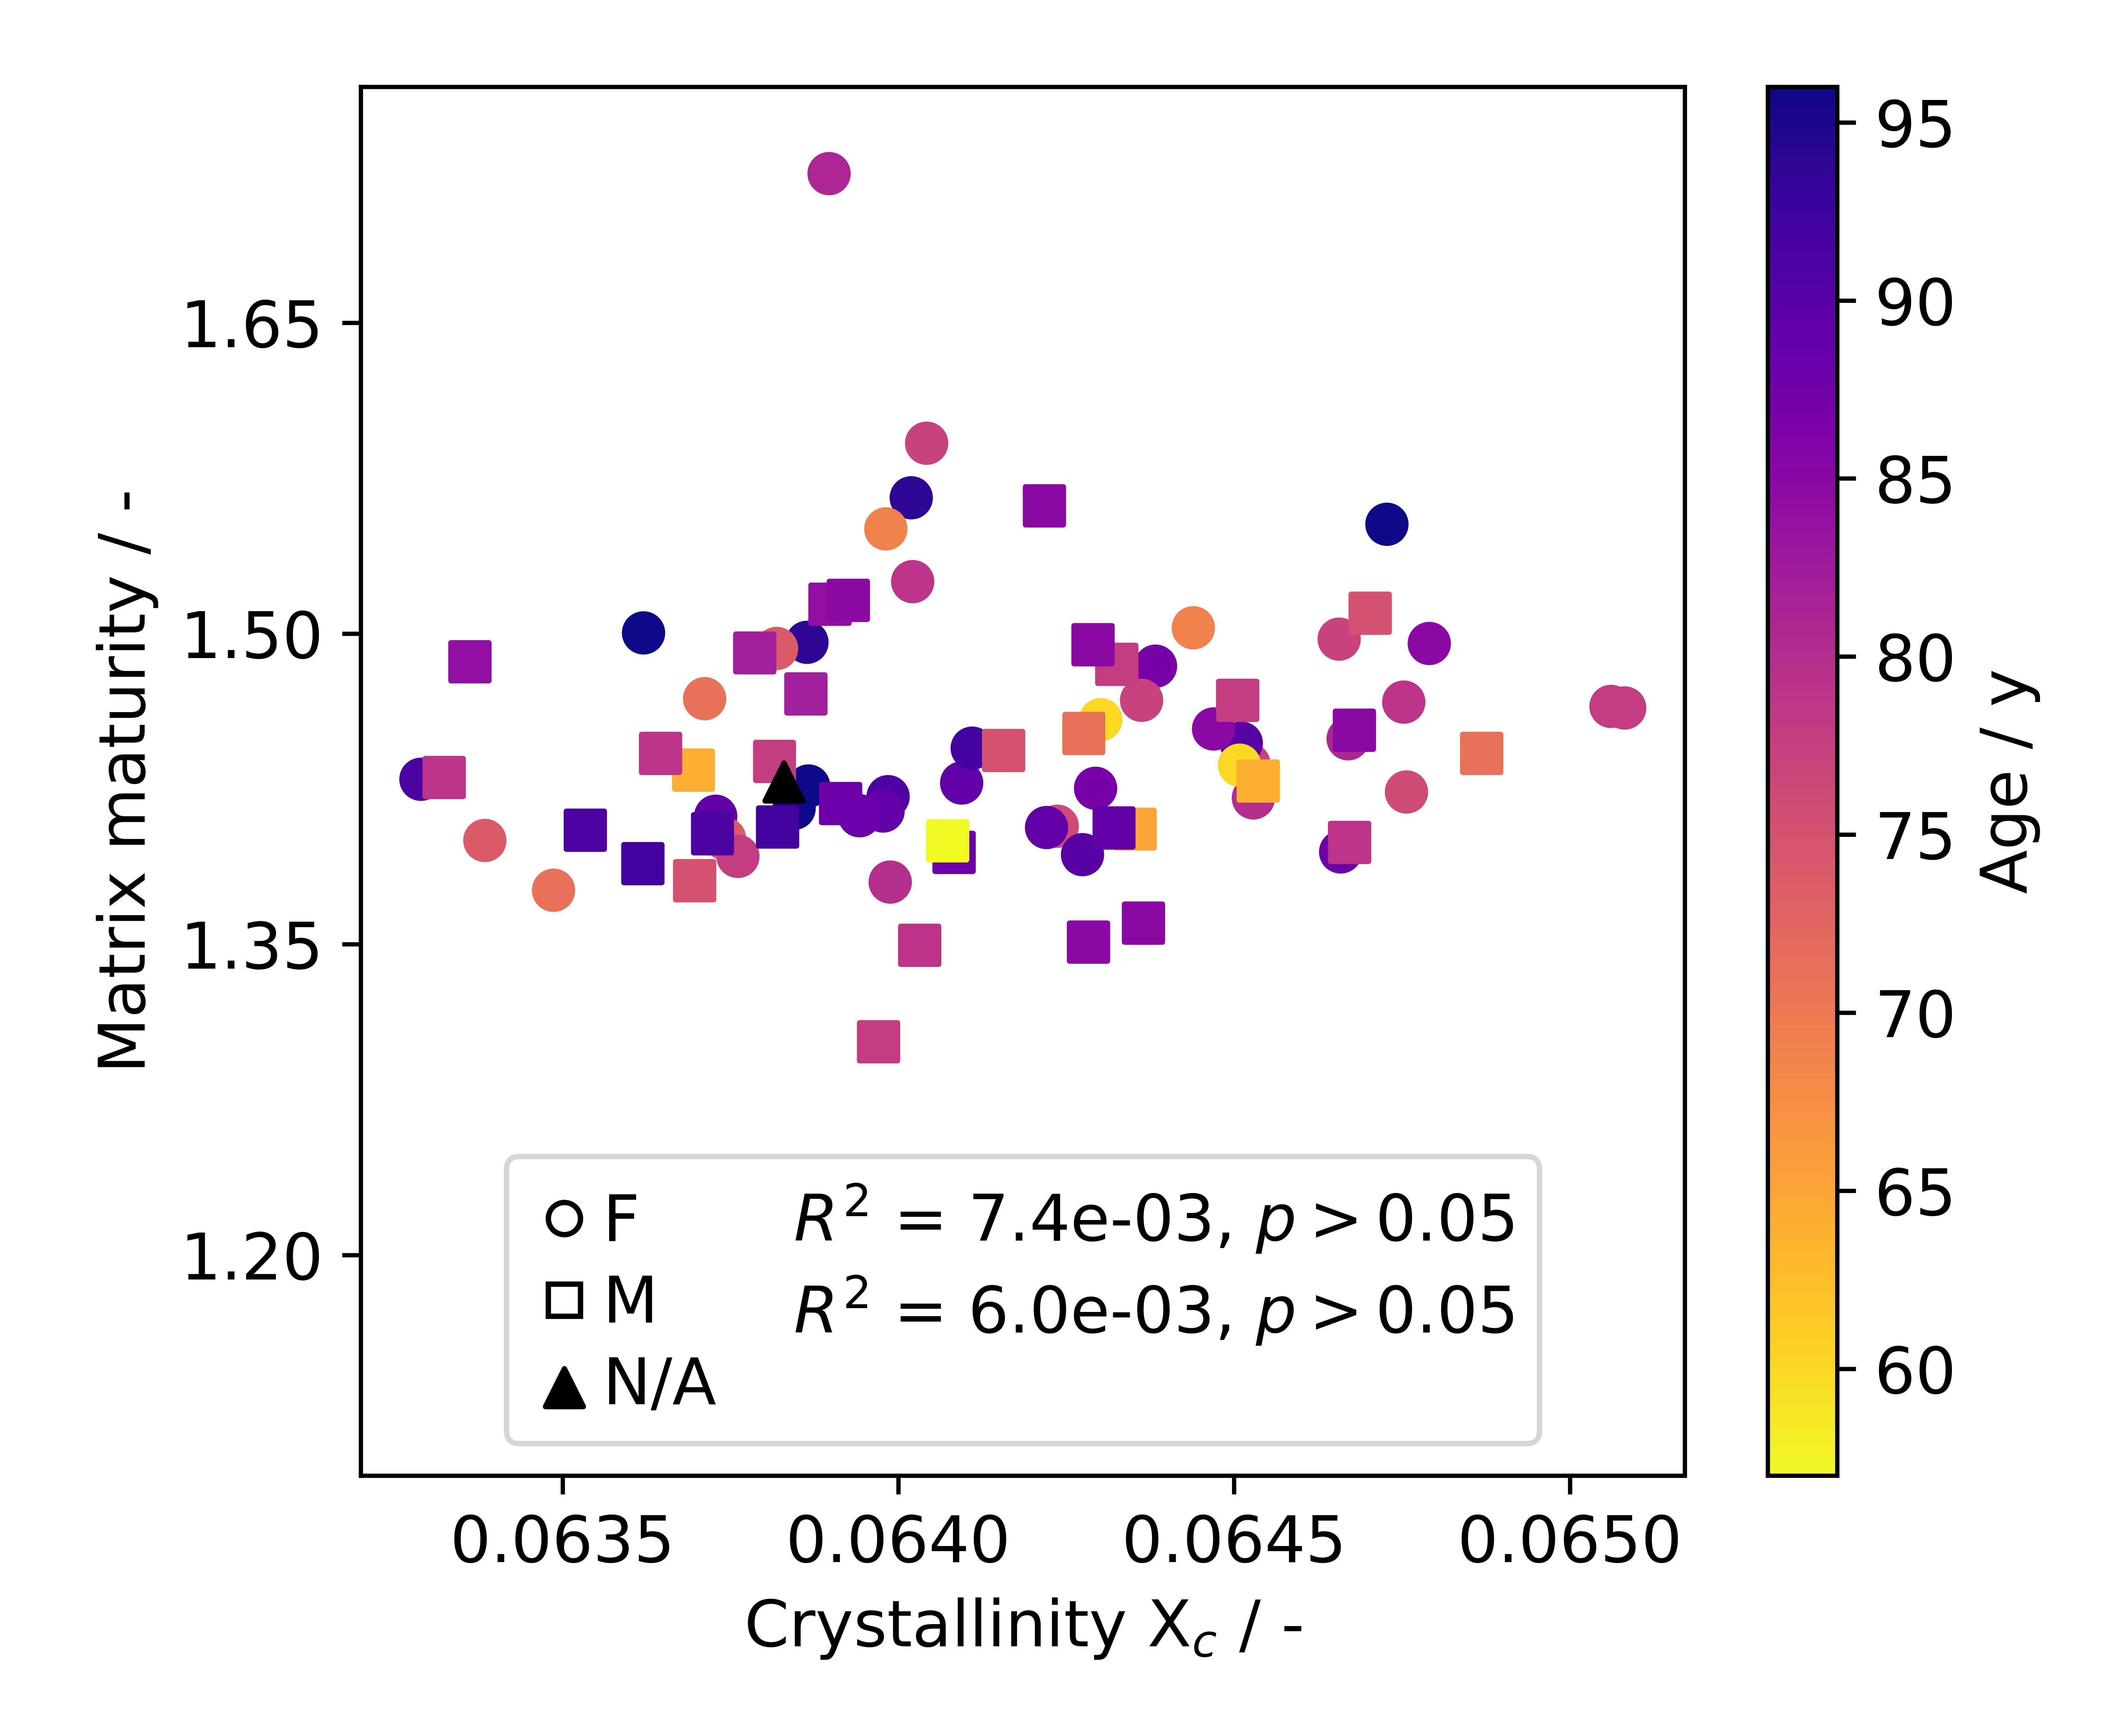 Matrix maturity / -
1.65
1.50
1.35
1.20
F R² = 7.4e-03, p > 0.05
M R² = 6.0e-03, p > 0.05
N/A
0.0635 0.0640 0.0645 0.0650
Crystallinity X_c / -
95
90
85
80
75
70
65
60
Age / y